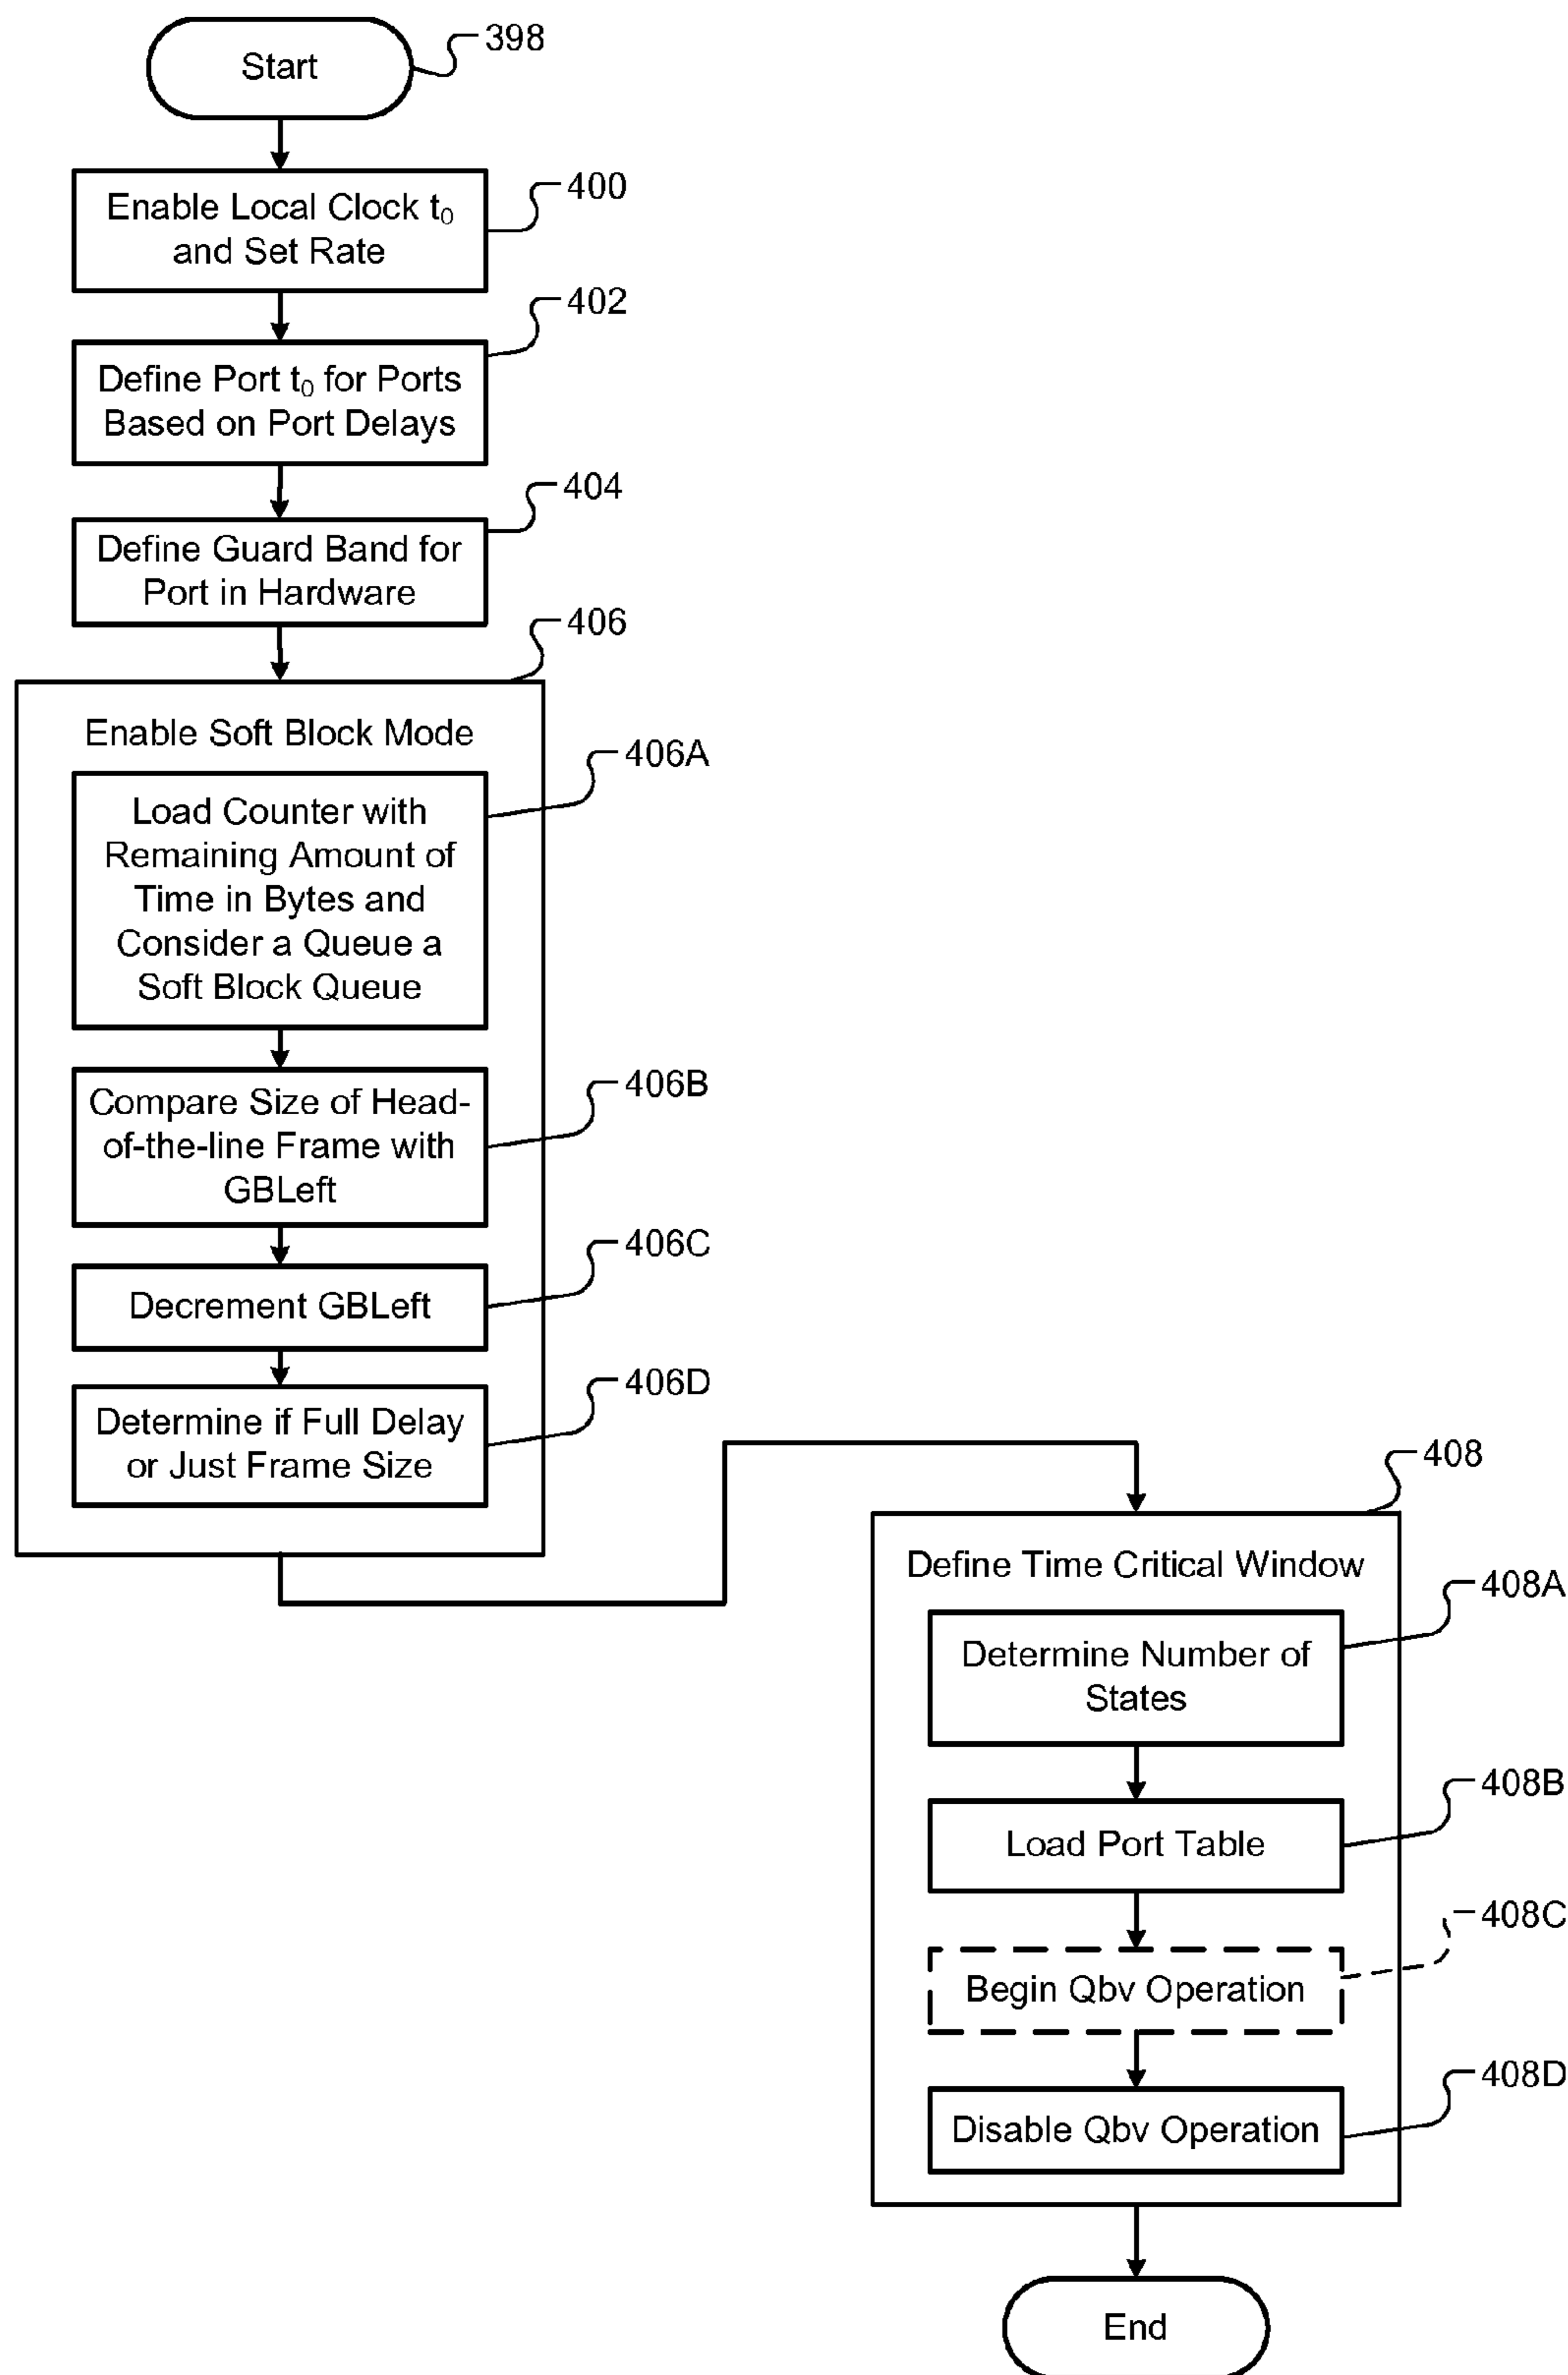 Start
398
Enable Local Clock t₀
and Set Rate
400
Define Port t₀ for Ports
Based on Port Delays
402
Define Guard Band for
Port in Hardware
404
406
Enable Soft Block Mode
Load Counter with
Remaining Amount of
Time in Bytes and
Consider a Queue a
Soft Block Queue
406A
Compare Size of Head-
of-the-line Frame with
GBLeft
406B
Decrement GBLeft
406C
Determine if Full Delay
or Just Frame Size
406D
408
Define Time Critical Window
Determine Number of
States
408A
Load Port Table
408B
Begin Qbv Operation
408C
Disable Qbv Operation
408D
End